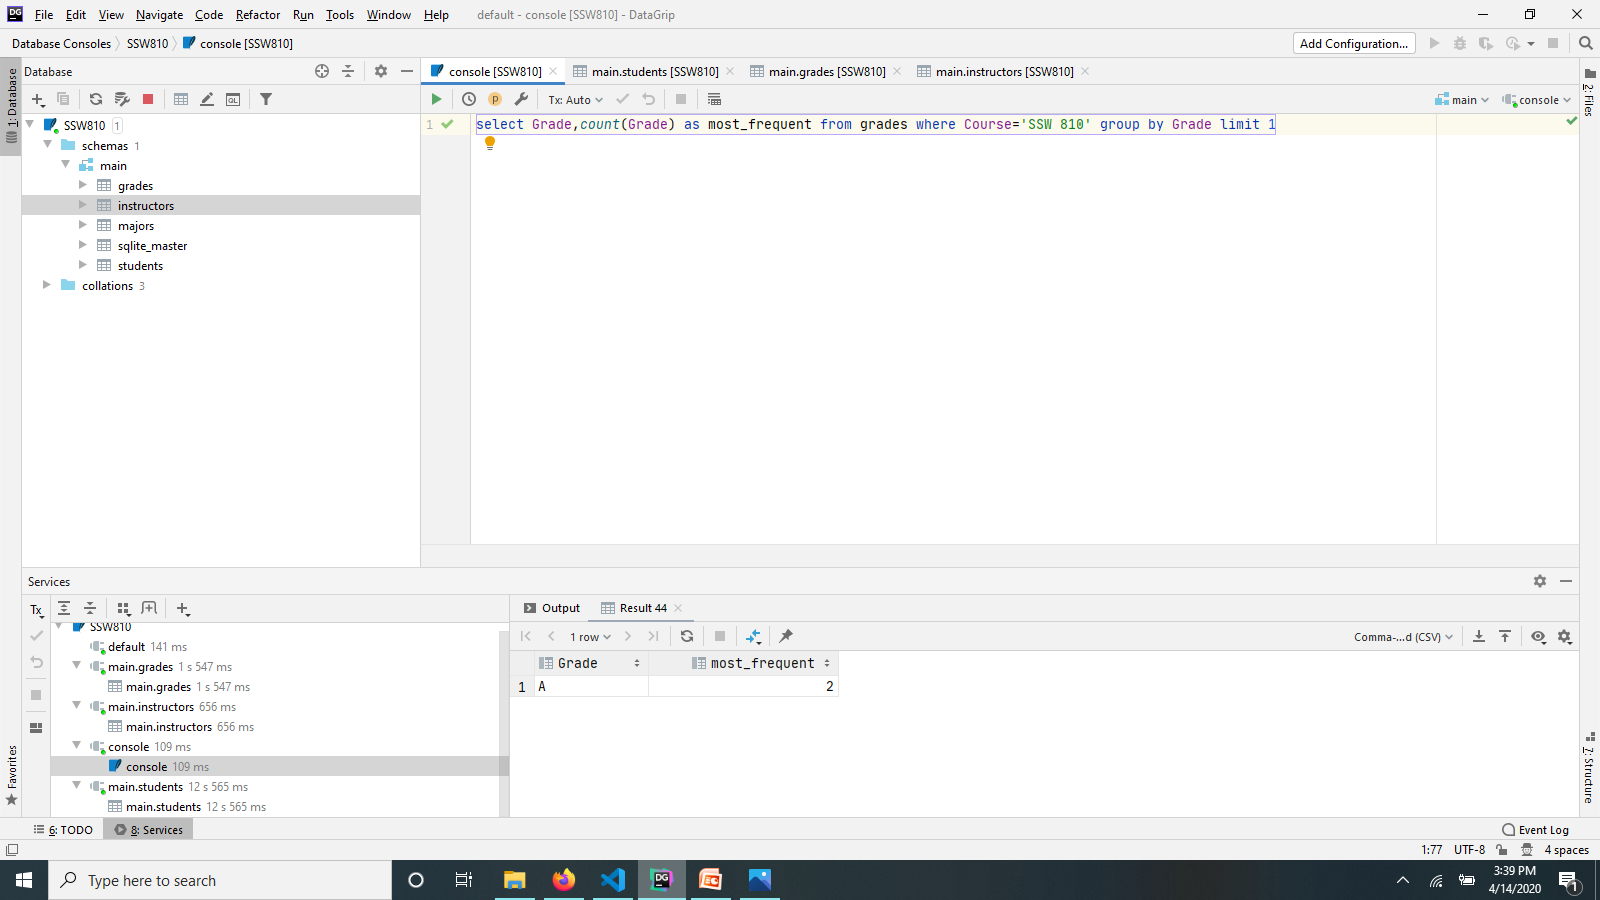 DG File Edit View Navigate Code Refactor Run Tools Window Help default - console [SSW810] - DataGrip
Database Consoles SSW810 console [SSW810] Add Configuration...
1: Database
Database
SSW810 1
schemas 1
main
grades
instructors
majors
sqlite_master
students
collations 3
console [SSW810] main.students [SSW810] main.grades [SSW810] main.instructors [SSW810]
p Tx: Auto main console
1 select Grade,count(Grade) as most_frequent from grades where Course='SSW 810' group by Grade limit 1
2: Files
Services
Tx
SSW810
default 141 ms
main.grades 1 s 547 ms
main.grades 1 s 547 ms
main.instructors 656 ms
main.instructors 656 ms
console 109 ms
console 109 ms
main.students 12 s 565 ms
main.students 12 s 565 ms
Output Result 44
1 row Comma-...d (CSV)
Grade most_frequent
1 A 2
Favorites
7: Structure
6: TODO 8: Services Event Log
1:77 UTF-8 4 spaces
Type here to search
DG
3:39 PM
4/14/2020
1